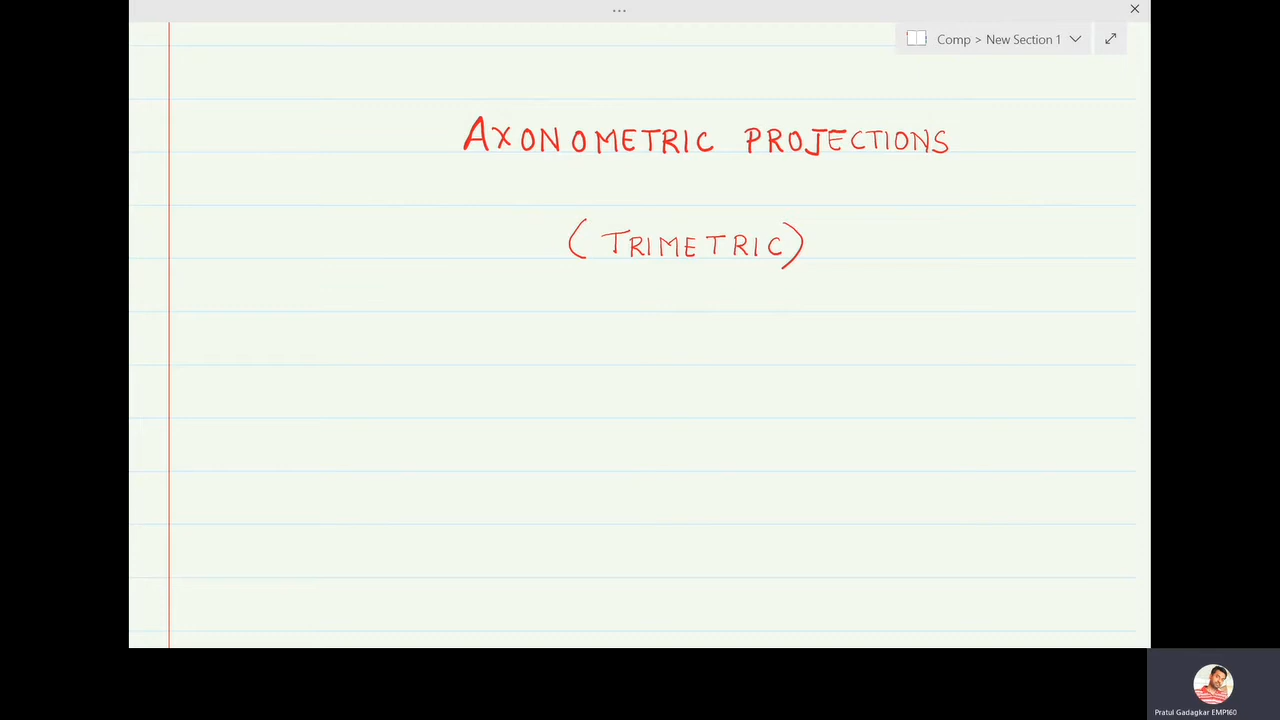 Comp > New Section 1
AXONOMETRIC PROJECTIONS
(TRIMETRIC)
Pratul Gadagkar EMP160